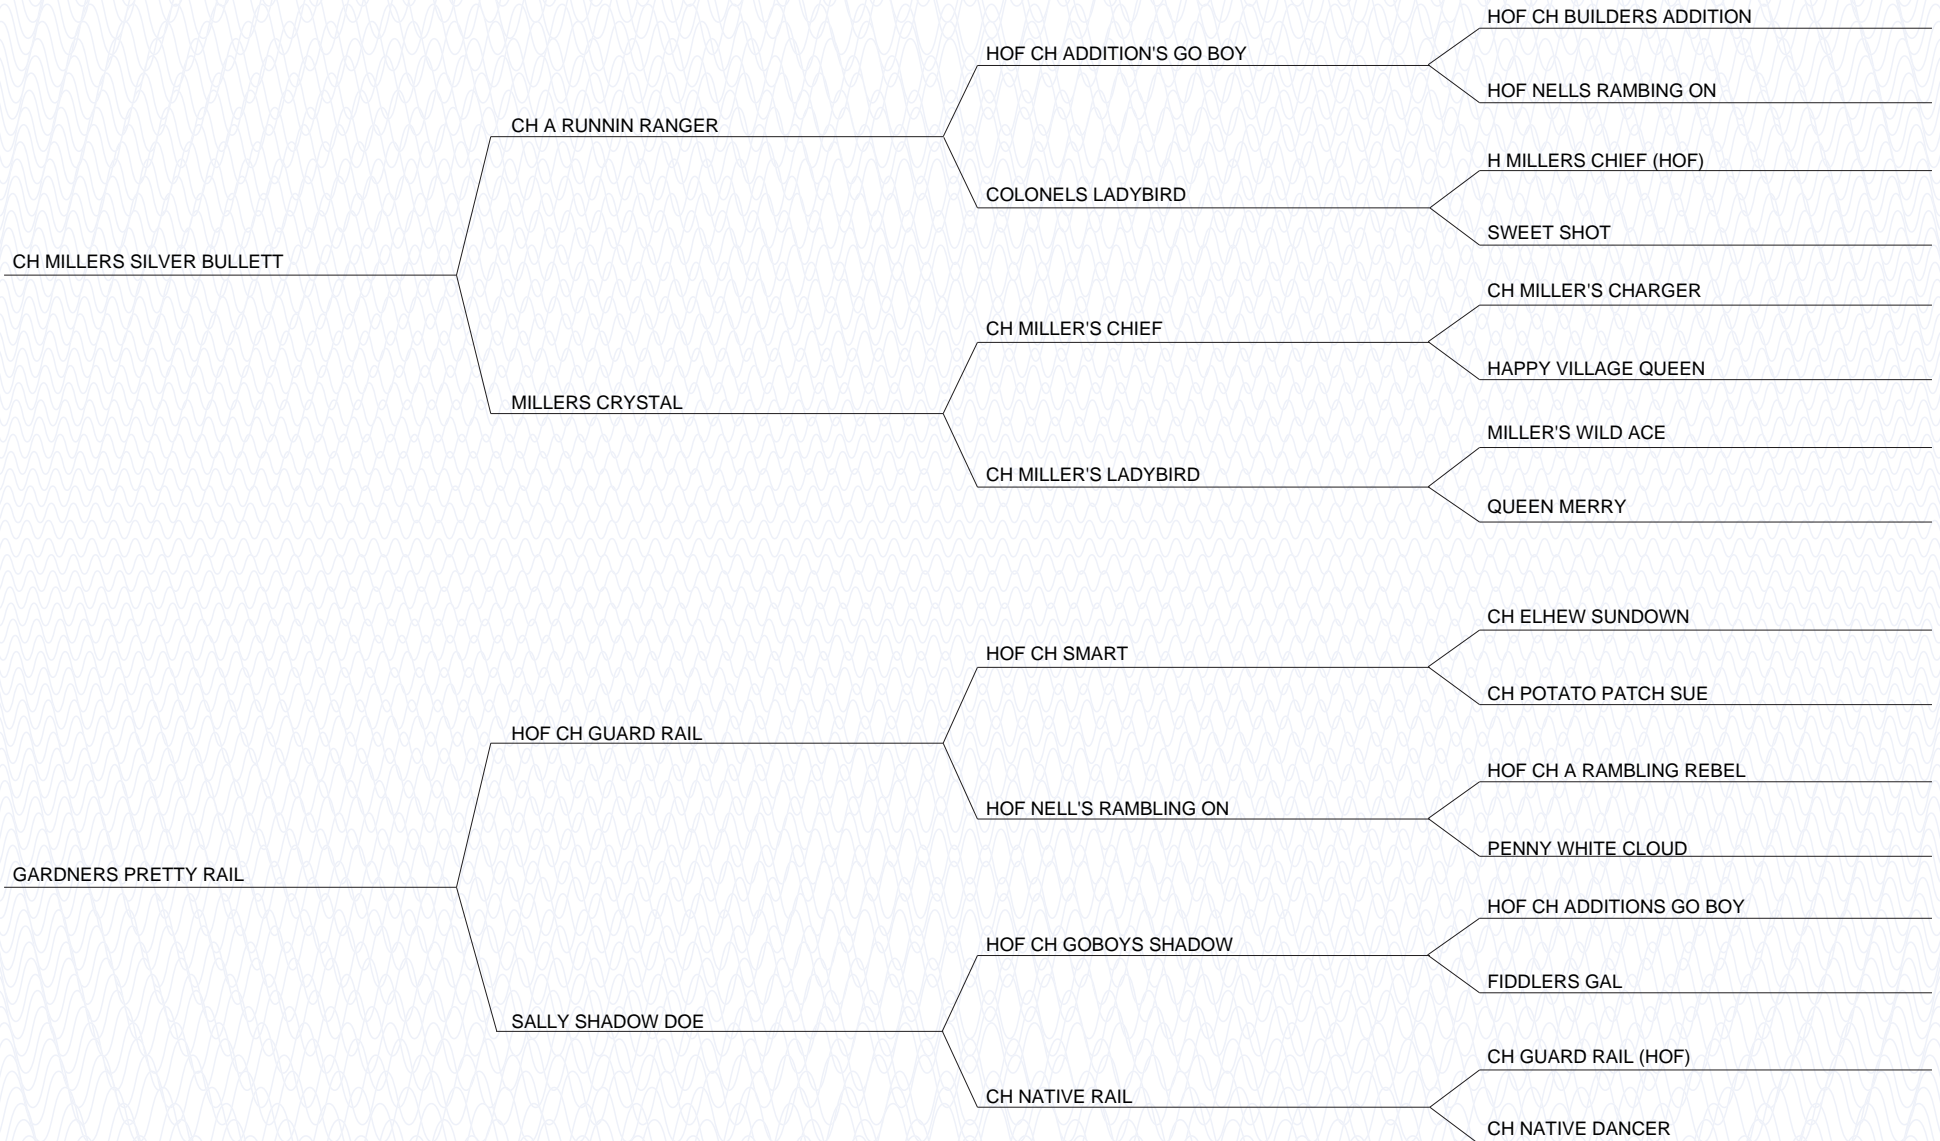 HOF CH BUILDERS ADDITION
HOF CH ADDITION'S GO BOY
HOF NELLS RAMBING ON
CH A RUNNIN RANGER
H MILLERS CHIEF (HOF)
COLONELS LADYBIRD
SWEET SHOT
CH MILLERS SILVER BULLETT
CH MILLER'S CHARGER
CH MILLER'S CHIEF
HAPPY VILLAGE QUEEN
MILLERS CRYSTAL
MILLER'S WILD ACE
CH MILLER'S LADYBIRD
QUEEN MERRY
CH ELHEW SUNDOWN
HOF CH SMART
CH POTATO PATCH SUE
HOF CH GUARD RAIL
HOF CH A RAMBLING REBEL
HOF NELL'S RAMBLING ON
PENNY WHITE CLOUD
GARDNERS PRETTY RAIL
HOF CH ADDITIONS GO BOY
HOF CH GOBOYS SHADOW
FIDDLERS GAL
SALLY SHADOW DOE
CH GUARD RAIL (HOF)
CH NATIVE RAIL
CH NATIVE DANCER